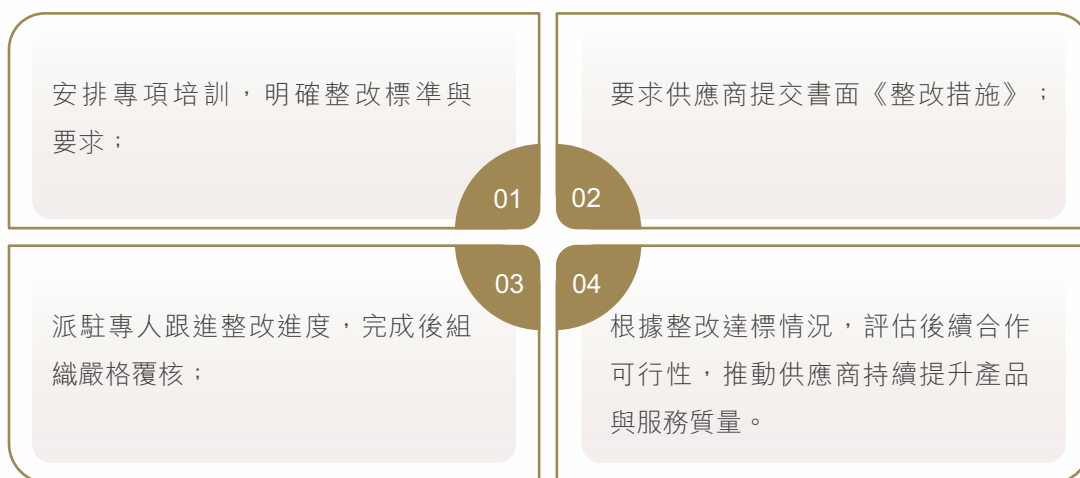 安排專項培訓，明確整改標準與
要求；
01
要求供應商提交書面《整改措施》；
02
派駐專人跟進整改進度，完成後組
織嚴格覆核；
03
根據整改達標情況，評估後續合作
可行性，推動供應商持續提升產品
與服務質量。
04